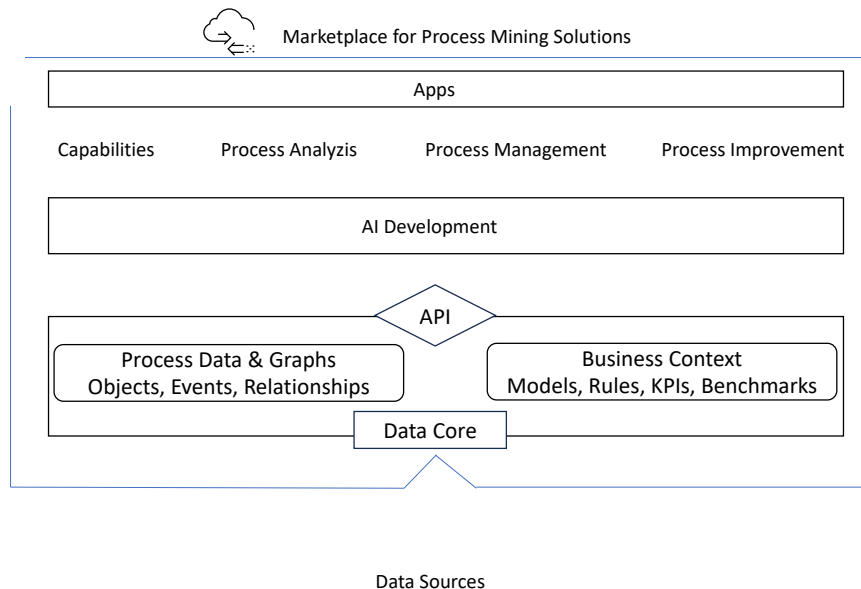 Marketplace for Process Mining Solutions
Apps
Capabilities Process Analyzis Process Management Process Improvement
AI Development
API
Process Data & Graphs
Objects, Events, Relationships
Business Context
Models, Rules, KPIs, Benchmarks
Data Core
Data Sources